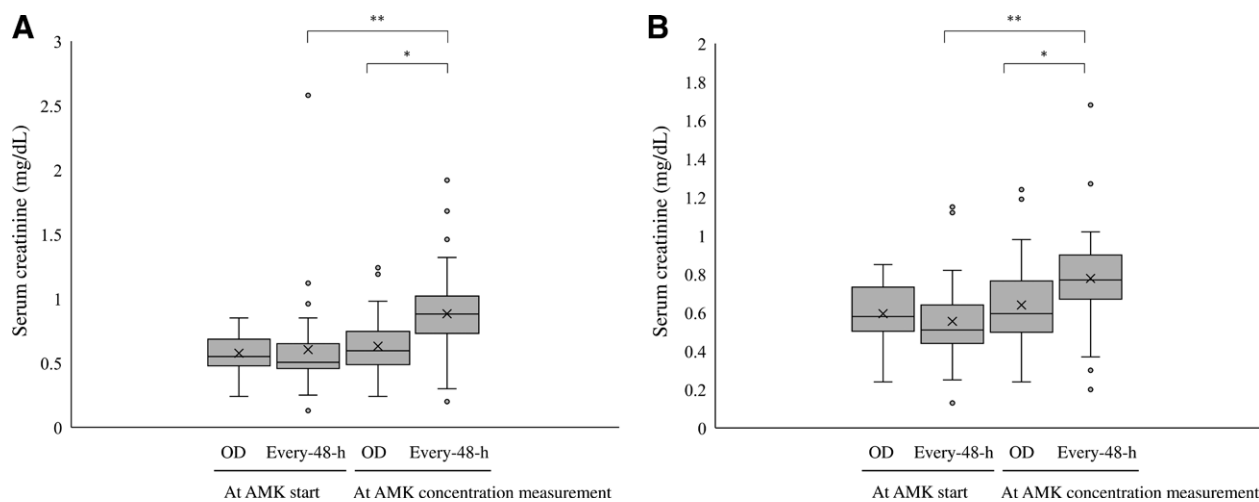 A
**
*
Serum creatinine (mg/dL)
3
2.5
2
1.5
1
0.5
0
OD Every-48-h OD Every-48-h
At AMK start At AMK concentration measurement
B
**
*
Serum creatinine (mg/dL)
2
1.8
1.6
1.4
1.2
1
0.8
0.6
0.4
0.2
0
OD Every-48-h OD Every-48-h
At AMK start At AMK concentration measurement